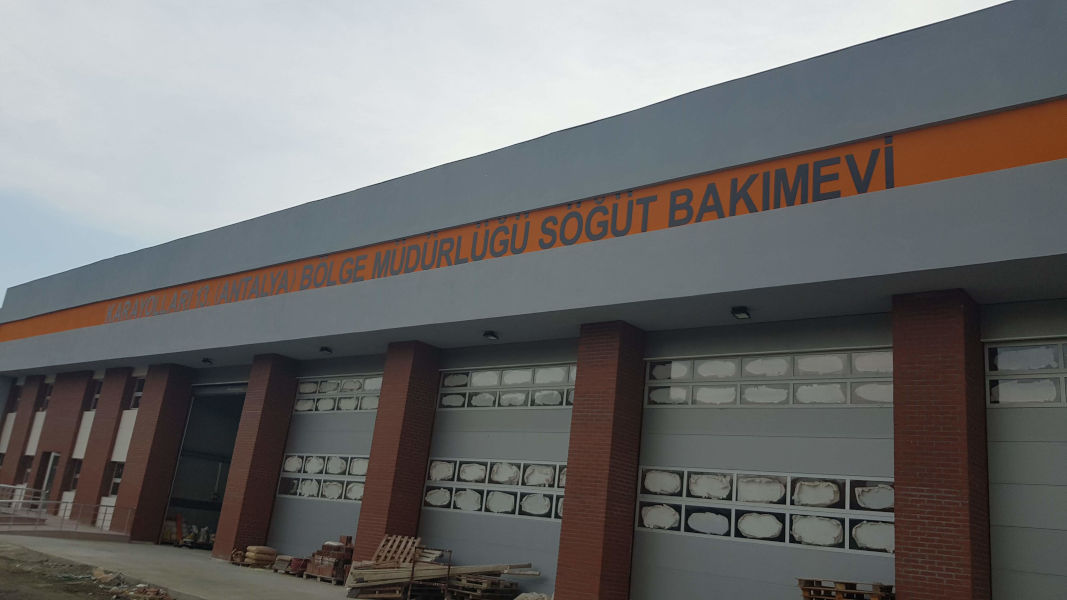 KARAYOLLARI 13 (ANTALYA) BÖLGE MÜDÜRLÜĞÜ SÖĞÜT BAKIMEVİ